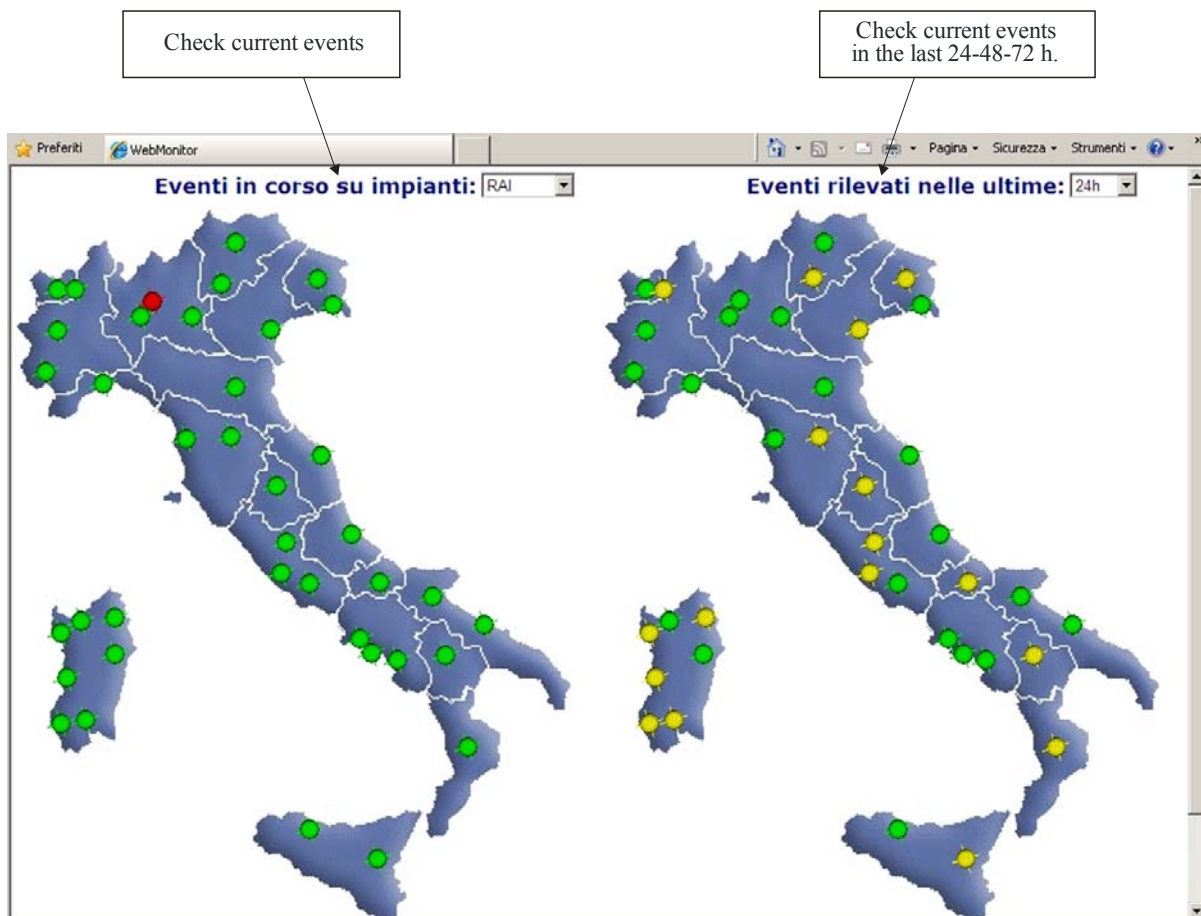 Check current events
Check current events
in the last 24-48-72 h.
Preferiti
WebMonitor
Pagina
Sicurezza
Strumenti
Eventi in corso su impianti: RAI
Eventi rilevati nelle ultime: 24h